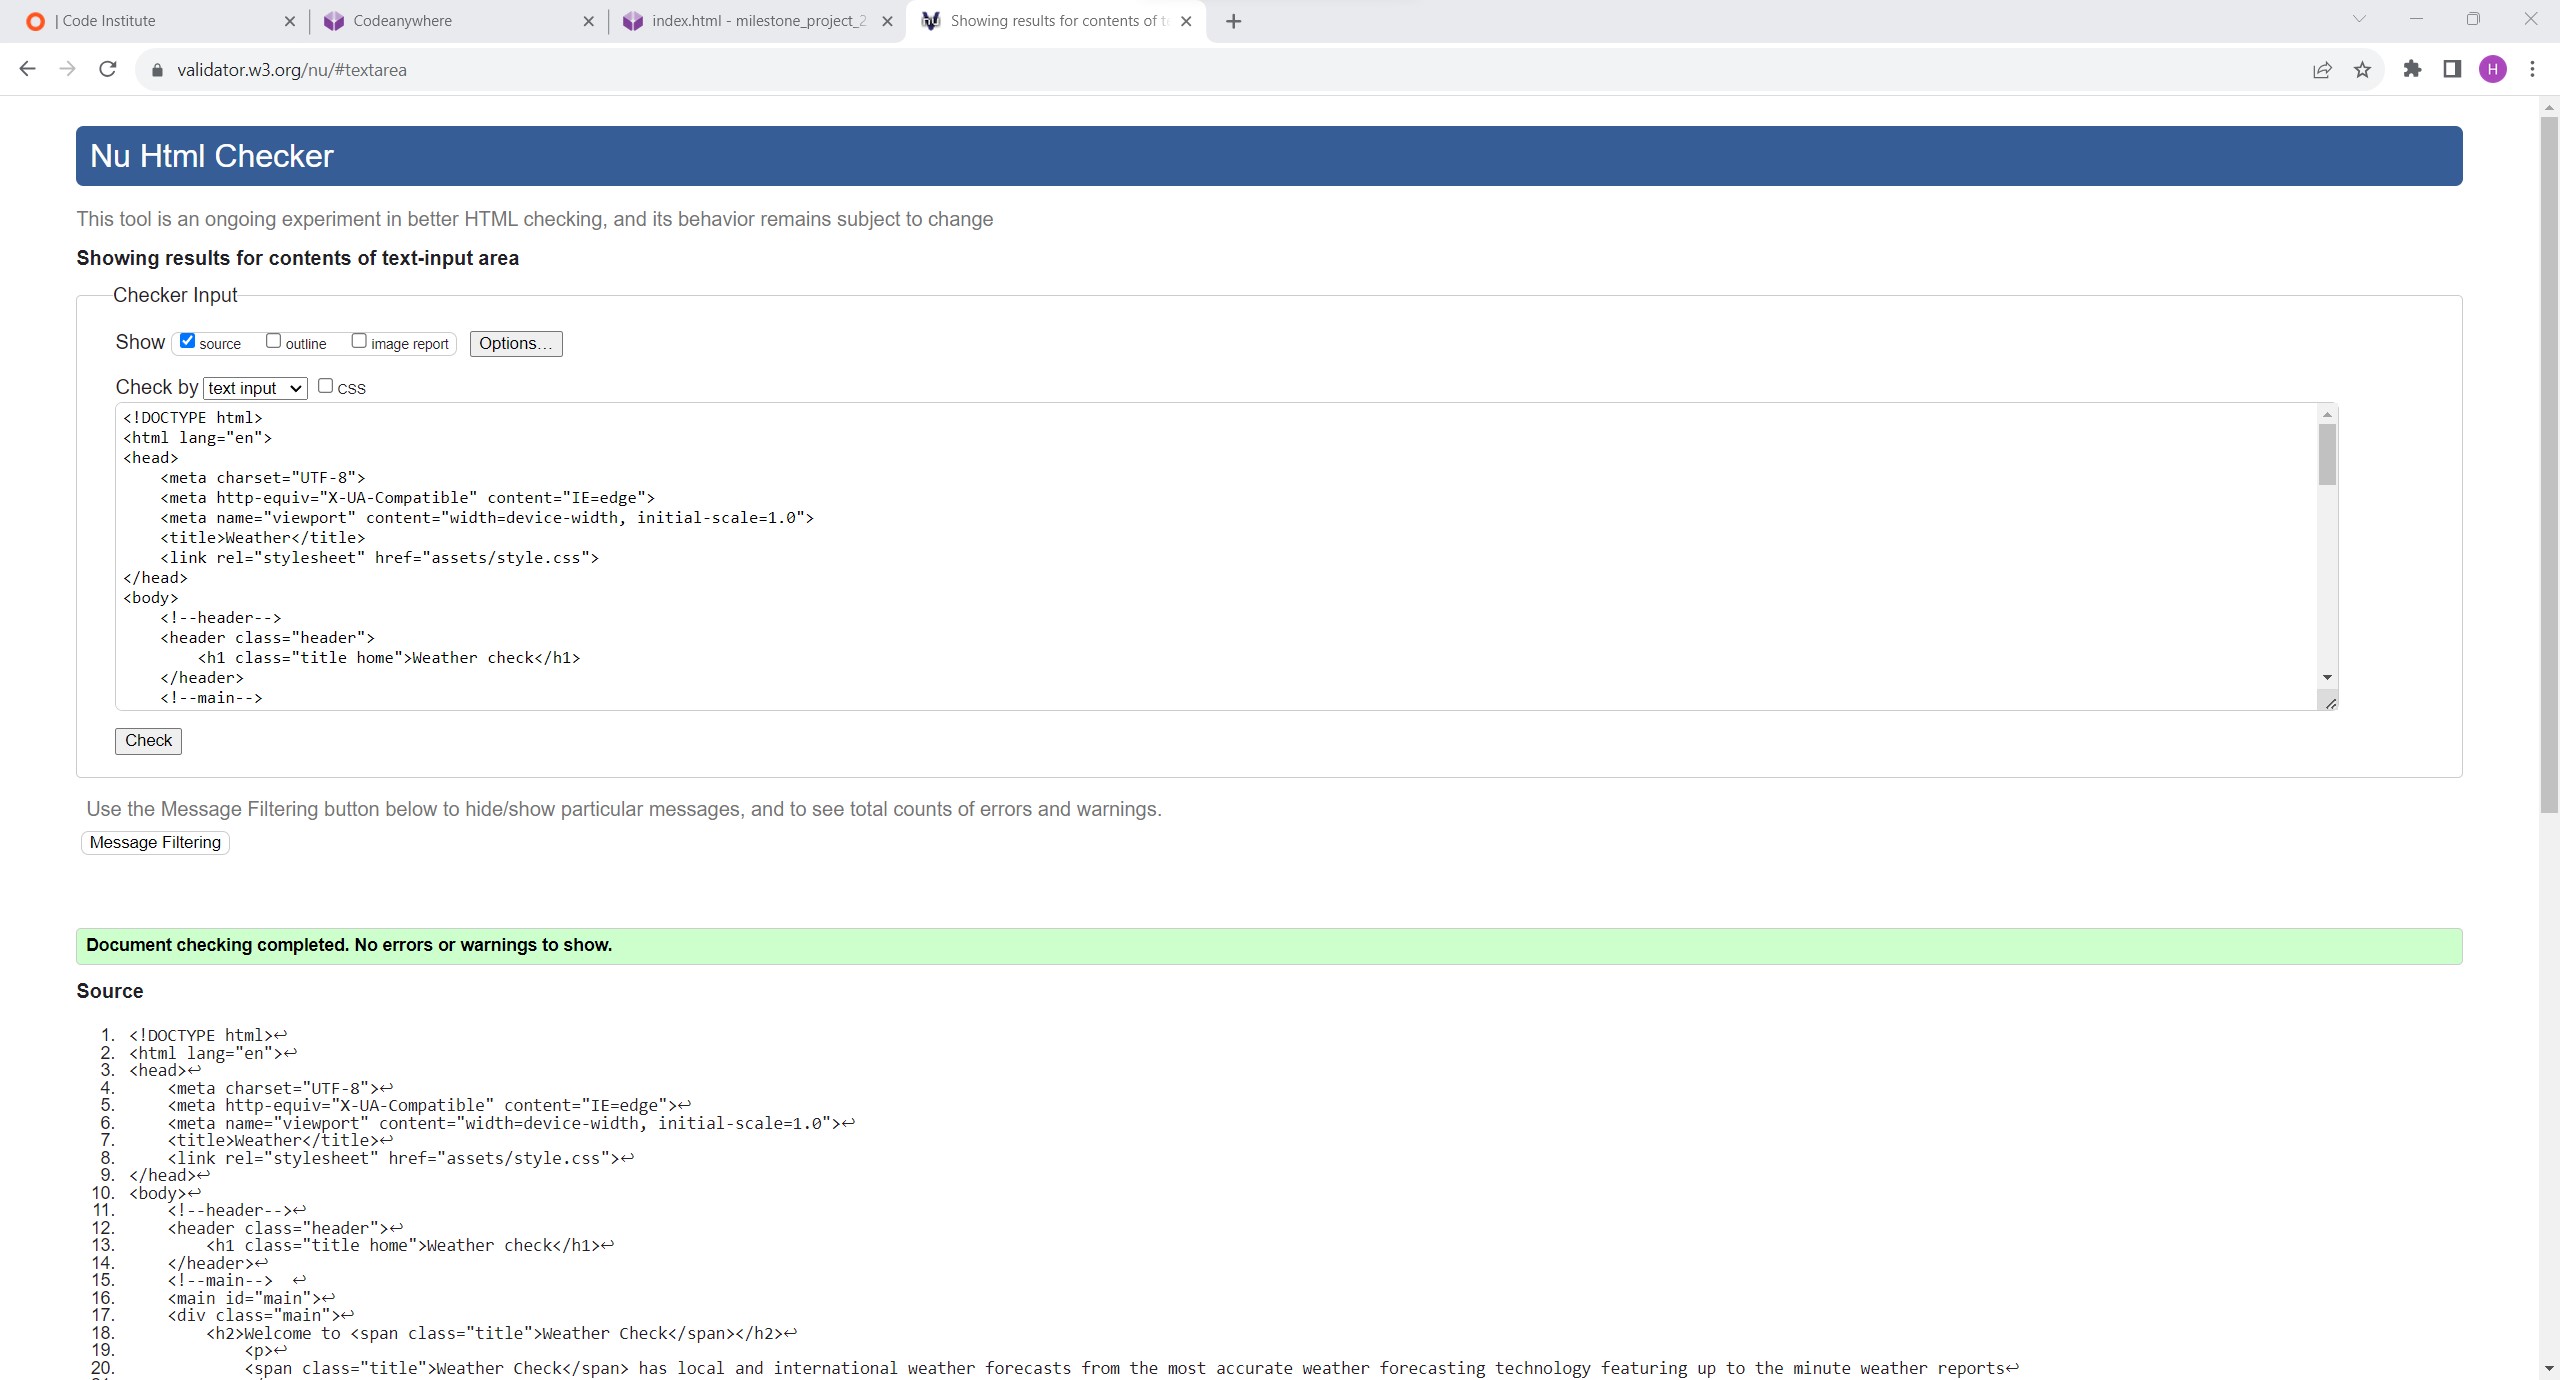 | Code Institute
Codeanywhere
index.html - milestone_project_2
Showing results for contents of te
validator.w3.org/nu/#textarea
H
Nu Html Checker
This tool is an ongoing experiment in better HTML checking, and its behavior remains subject to change
Showing results for contents of text-input area
Checker Input
Show source outline image report Options...
Check by text input css
<!DOCTYPE html>
<html lang="en">
<head>
    <meta charset="UTF-8">
    <meta http-equiv="X-UA-Compatible" content="IE=edge">
    <meta name="viewport" content="width=device-width, initial-scale=1.0">
    <title>Weather</title>
    <link rel="stylesheet" href="assets/style.css">
</head>
<body>
    <!--header-->
    <header class="header">
        <h1 class="title home">Weather check</h1>
    </header>
    <!--main-->
Check
Use the Message Filtering button below to hide/show particular messages, and to see total counts of errors and warnings.
Message Filtering
Document checking completed. No errors or warnings to show.
Source
1. <!DOCTYPE html>↩
2. <html lang="en">↩
3. <head>↩
4.     <meta charset="UTF-8">↩
5.     <meta http-equiv="X-UA-Compatible" content="IE=edge">↩
6.     <meta name="viewport" content="width=device-width, initial-scale=1.0">↩
7.     <title>Weather</title>↩
8.     <link rel="stylesheet" href="assets/style.css">↩
9. </head>↩
10. <body>↩
11.     <!--header-->↩
12.     <header class="header">↩
13.         <h1 class="title home">Weather check</h1>↩
14.     </header>↩
15.     <!--main-->  ↩
16.     <main id="main">↩
17.     <div class="main">↩
18.         <h2>Welcome to <span class="title">Weather Check</span></h2>↩
19.             <p>↩
20.             <span class="title">Weather Check</span> has local and international weather forecasts from the most accurate weather forecasting technology featuring up to the minute weather reports↩